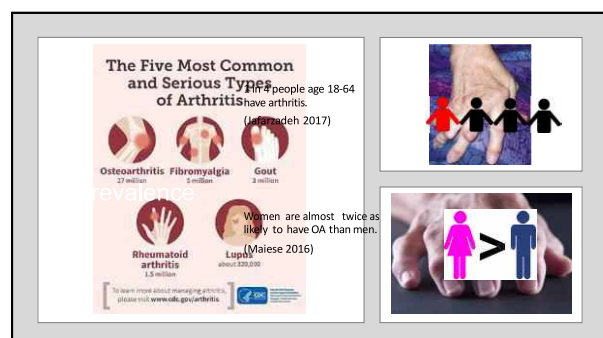 The Five Most Common
and Serious Types
of Arthritis
1 in 4 people age 18-64
have arthritis.
(Jafarzadeh 2017)
Osteoarthritis Fibromyalgia Gout
27 million 5 million 3 million
Prevalence
Women are almost twice as
likely to have OA than men.
(Maiese 2016)
Rheumatoid
arthritis
1.5 million
Lupus
about 320,000
To learn more about managing arthritis,
please visit www.cdc.gov/arthritis.
CDC
>